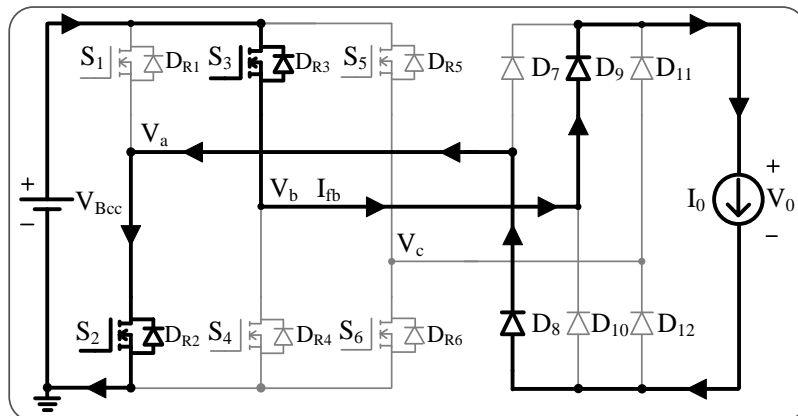 S1 DR1 S3 DR3 S5 DR5 D7 D9 D11
Va
+ VBcc −
Vb Ifb
I0 + V0 −
Vc
S2 DR2 S4 DR4 S6 DR6 D8 D10 D12